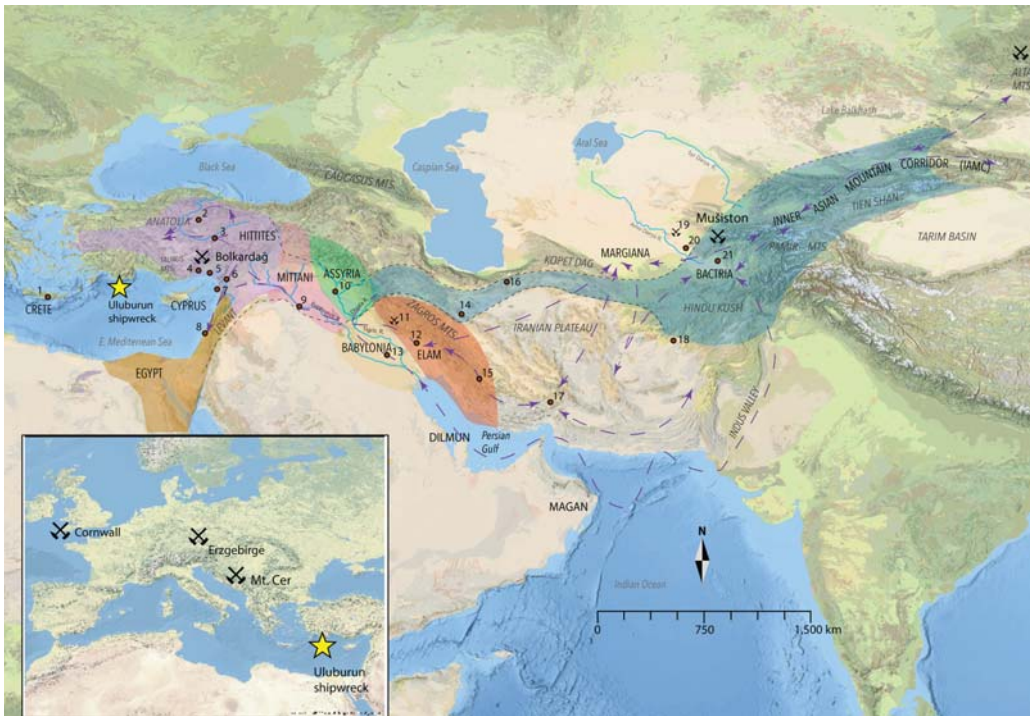 ALTAI
MTS.
Lake Balkhash
Black Sea
Caspian Sea
Aral Sea
CAUCASUS MTS.
INNER ASIAN MOUNTAIN CORRIDOR (IAMC)
TIEN SHAN
ANATOLIA
2
3
HITTITES
Mušiston
19
20
TARIM BASIN
PAMIR MTS
TAURUS
MTS.
Bolkardağ
4
5
6
7
MITTANI
ASSYRIA
10
KOPET DAG
MARGIANA
21
BACTRIA
16
1
CRETE
Uluburun
shipwreck
CYPRUS
9
14
HINDU KUSH
8
LEVANT
E. Mediterean Sea
ZAGROS MTS/
11
12
ELAM
IRANIAN PLATEAU/
18
BABYLONIA
13
EGYPT
15
17
INDUS VALLEY
DILMUN
Persian
Gulf
MAGAN
N
Indian Ocean
0
750
1,500 km
Cornwall
Erzgebirge
Mt. Cer
Uluburun
shipwreck